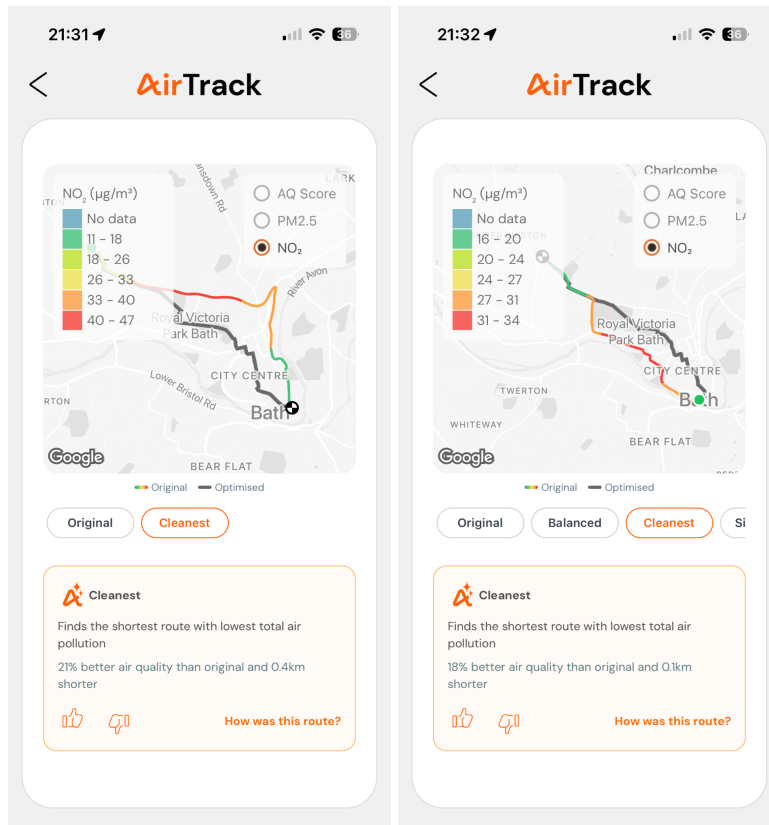 21:31
36
AirTrack
NO₂ (µg/m³)
No data
11 – 18
18 – 26
26 – 33
33 – 40
40 – 47
AQ Score
PM2.5
NO₂
nsdown Rd
LARK
River Avon
Royal Victoria
Park Bath
CITY CENTRE
Lower Bristol Rd
RTON
Bath
BEAR FLAT
Google
Original
Optimised
Original
Cleanest
Cleanest
Finds the shortest route with lowest total air
pollution
21% better air quality than original and 0.4km
shorter
How was this route?
21:32
36
AirTrack
NO₂ (µg/m³)
No data
16 – 20
20 – 24
24 – 27
27 – 31
31 – 34
Charlcombe
AQ Score
PM2.5
NO₂
LA
Royal Victoria
Park Bath
CITY CENTRE
TWERTON
Bath
WHITEWAY
BEAR FLAT
Google
Original
Optimised
Original
Balanced
Cleanest
Si
Cleanest
Finds the shortest route with lowest total air
pollution
18% better air quality than original and 0.1km
shorter
How was this route?